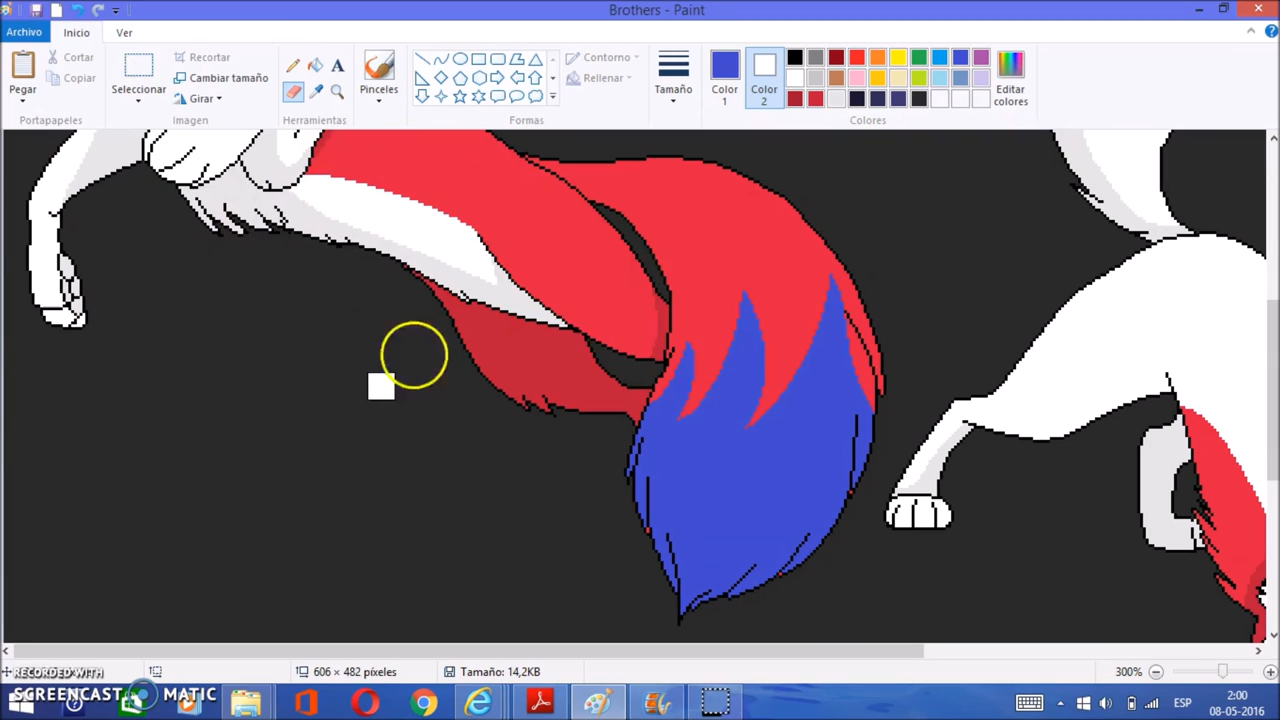 Brothers - Paint
Archivo Inicio Ver
Pegar
Cortar
Copiar
Portapapeles
Seleccionar
Recortar
Cambiar tamaño
Girar
Imagen
A
Herramientas
Pinceles
Contorno
Rellenar
Formas
Tamaño
Color 1
Color 2
Editar colores
Colores
606 × 482 píxeles
Tamaño: 14,2KB
300%
RECORDED WITH
SCREENCAST MATIC
ESP
2:00
08-05-2016